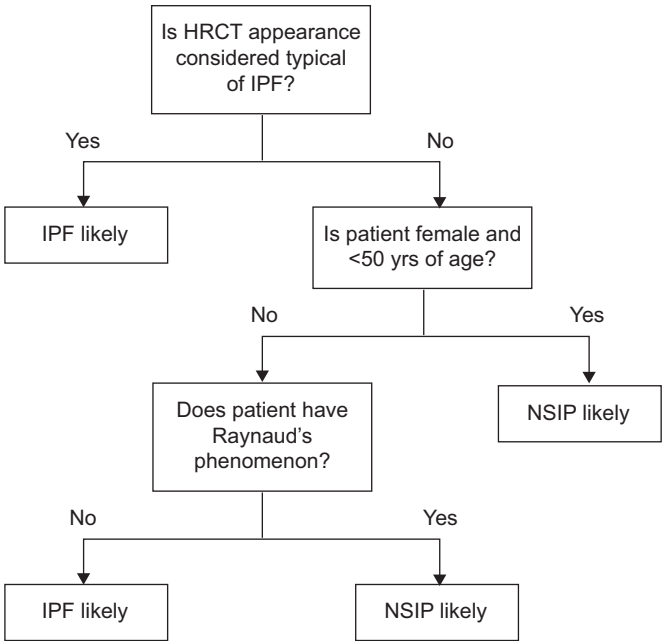 Is HRCT appearance
considered typical
of IPF?
Yes
No
IPF likely
Is patient female and
<50 yrs of age?
No
Yes
Does patient have
Raynaud’s
phenomenon?
NSIP likely
No
Yes
IPF likely
NSIP likely